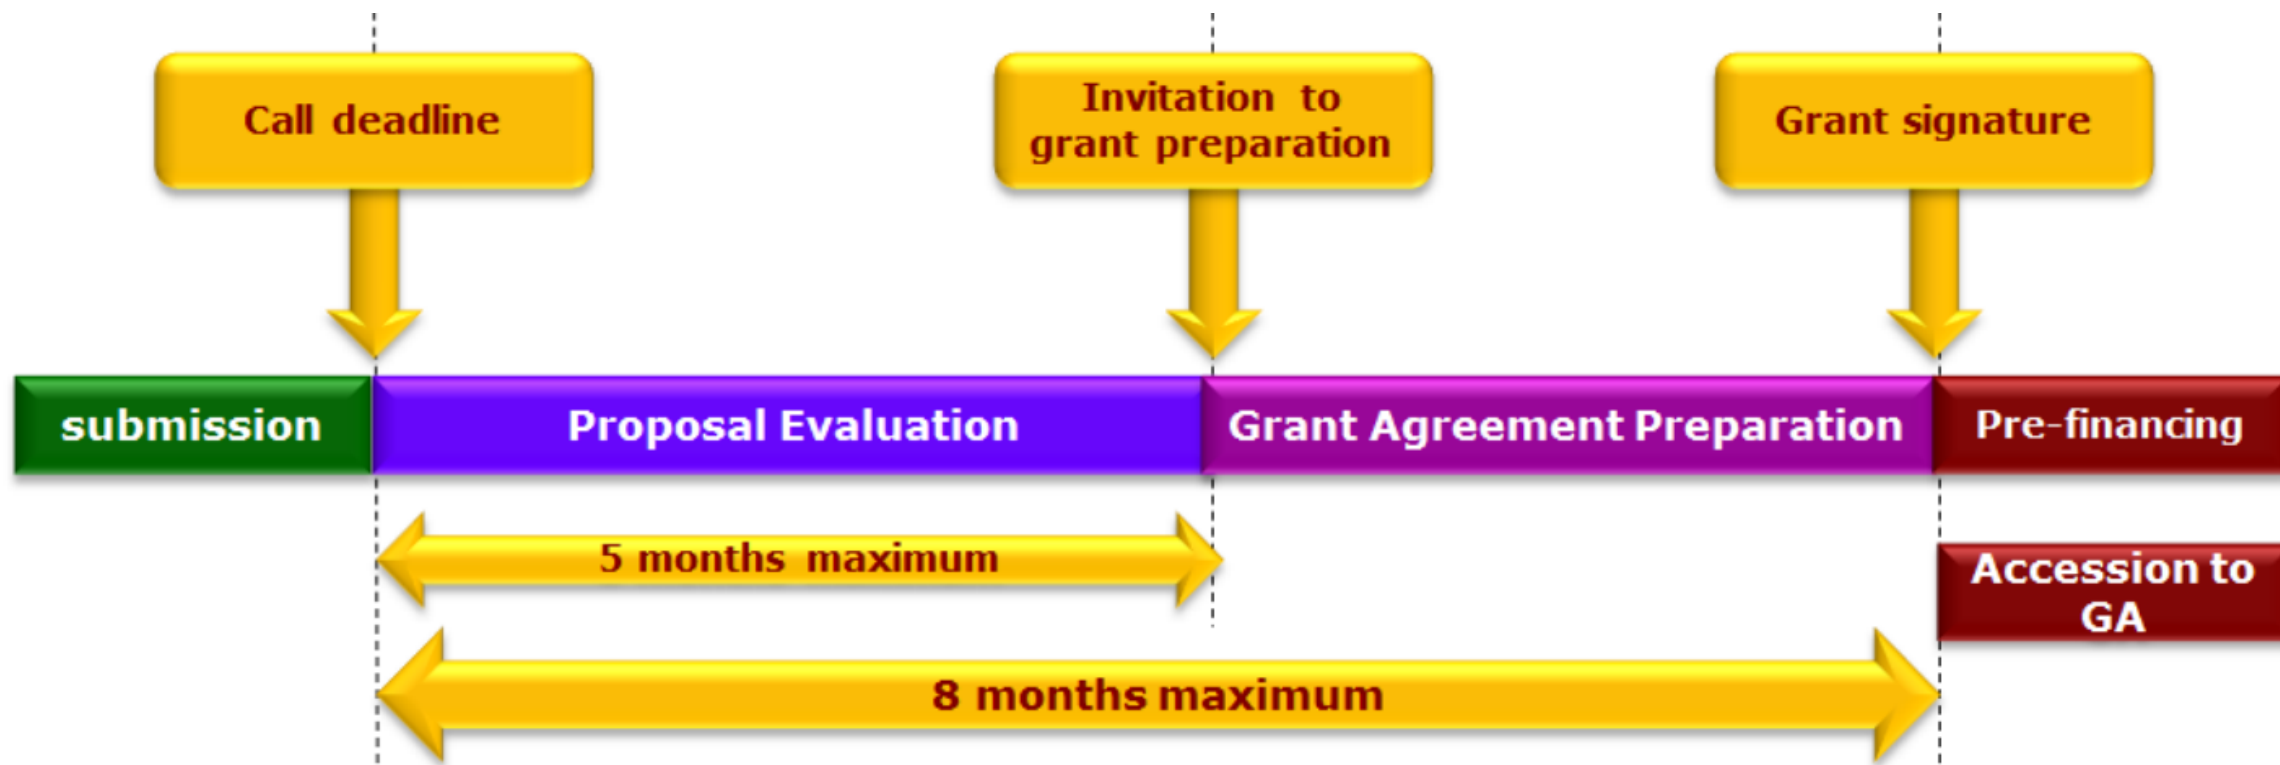 Call deadline
Invitation to
grant preparation
Grant signature
submission
Proposal Evaluation
Grant Agreement Preparation
Pre-financing
5 months maximum
Accession to
GA
8 months maximum